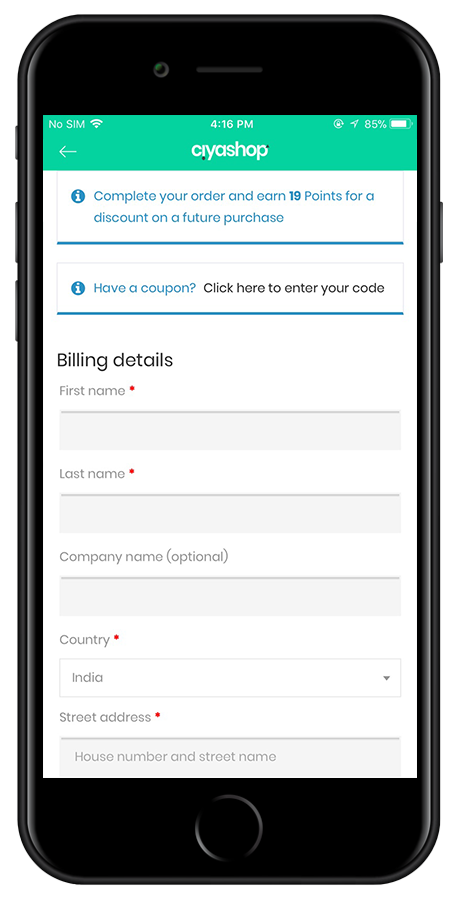 No SIM 4:16 PM 85%
ciyashop
Complete your order and earn 19 Points for a
discount on a future purchase
Have a coupon? Click here to enter your code
Billing details
First name *
Last name *
Company name (optional)
Country *
India
Street address *
House number and street name